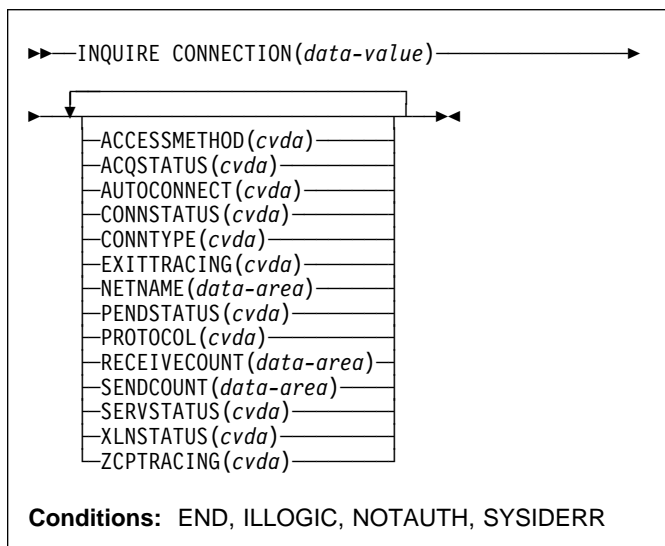 INQUIRE CONNECTION(data-value)
ACCESSMETHOD(cvda)
ACQSTATUS(cvda)
AUTOCONNECT(cvda)
CONNSTATUS(cvda)
CONNTYPE(cvda)
EXITTRACING(cvda)
NETNAME(data-area)
PENDSTATUS(cvda)
PROTOCOL(cvda)
RECEIVECOUNT(data-area)
SENDCOUNT(data-area)
SERVSTATUS(cvda)
XLNSTATUS(cvda)
ZCPTRACING(cvda)
Conditions: END, ILLOGIC, NOTAUTH, SYSIDERR